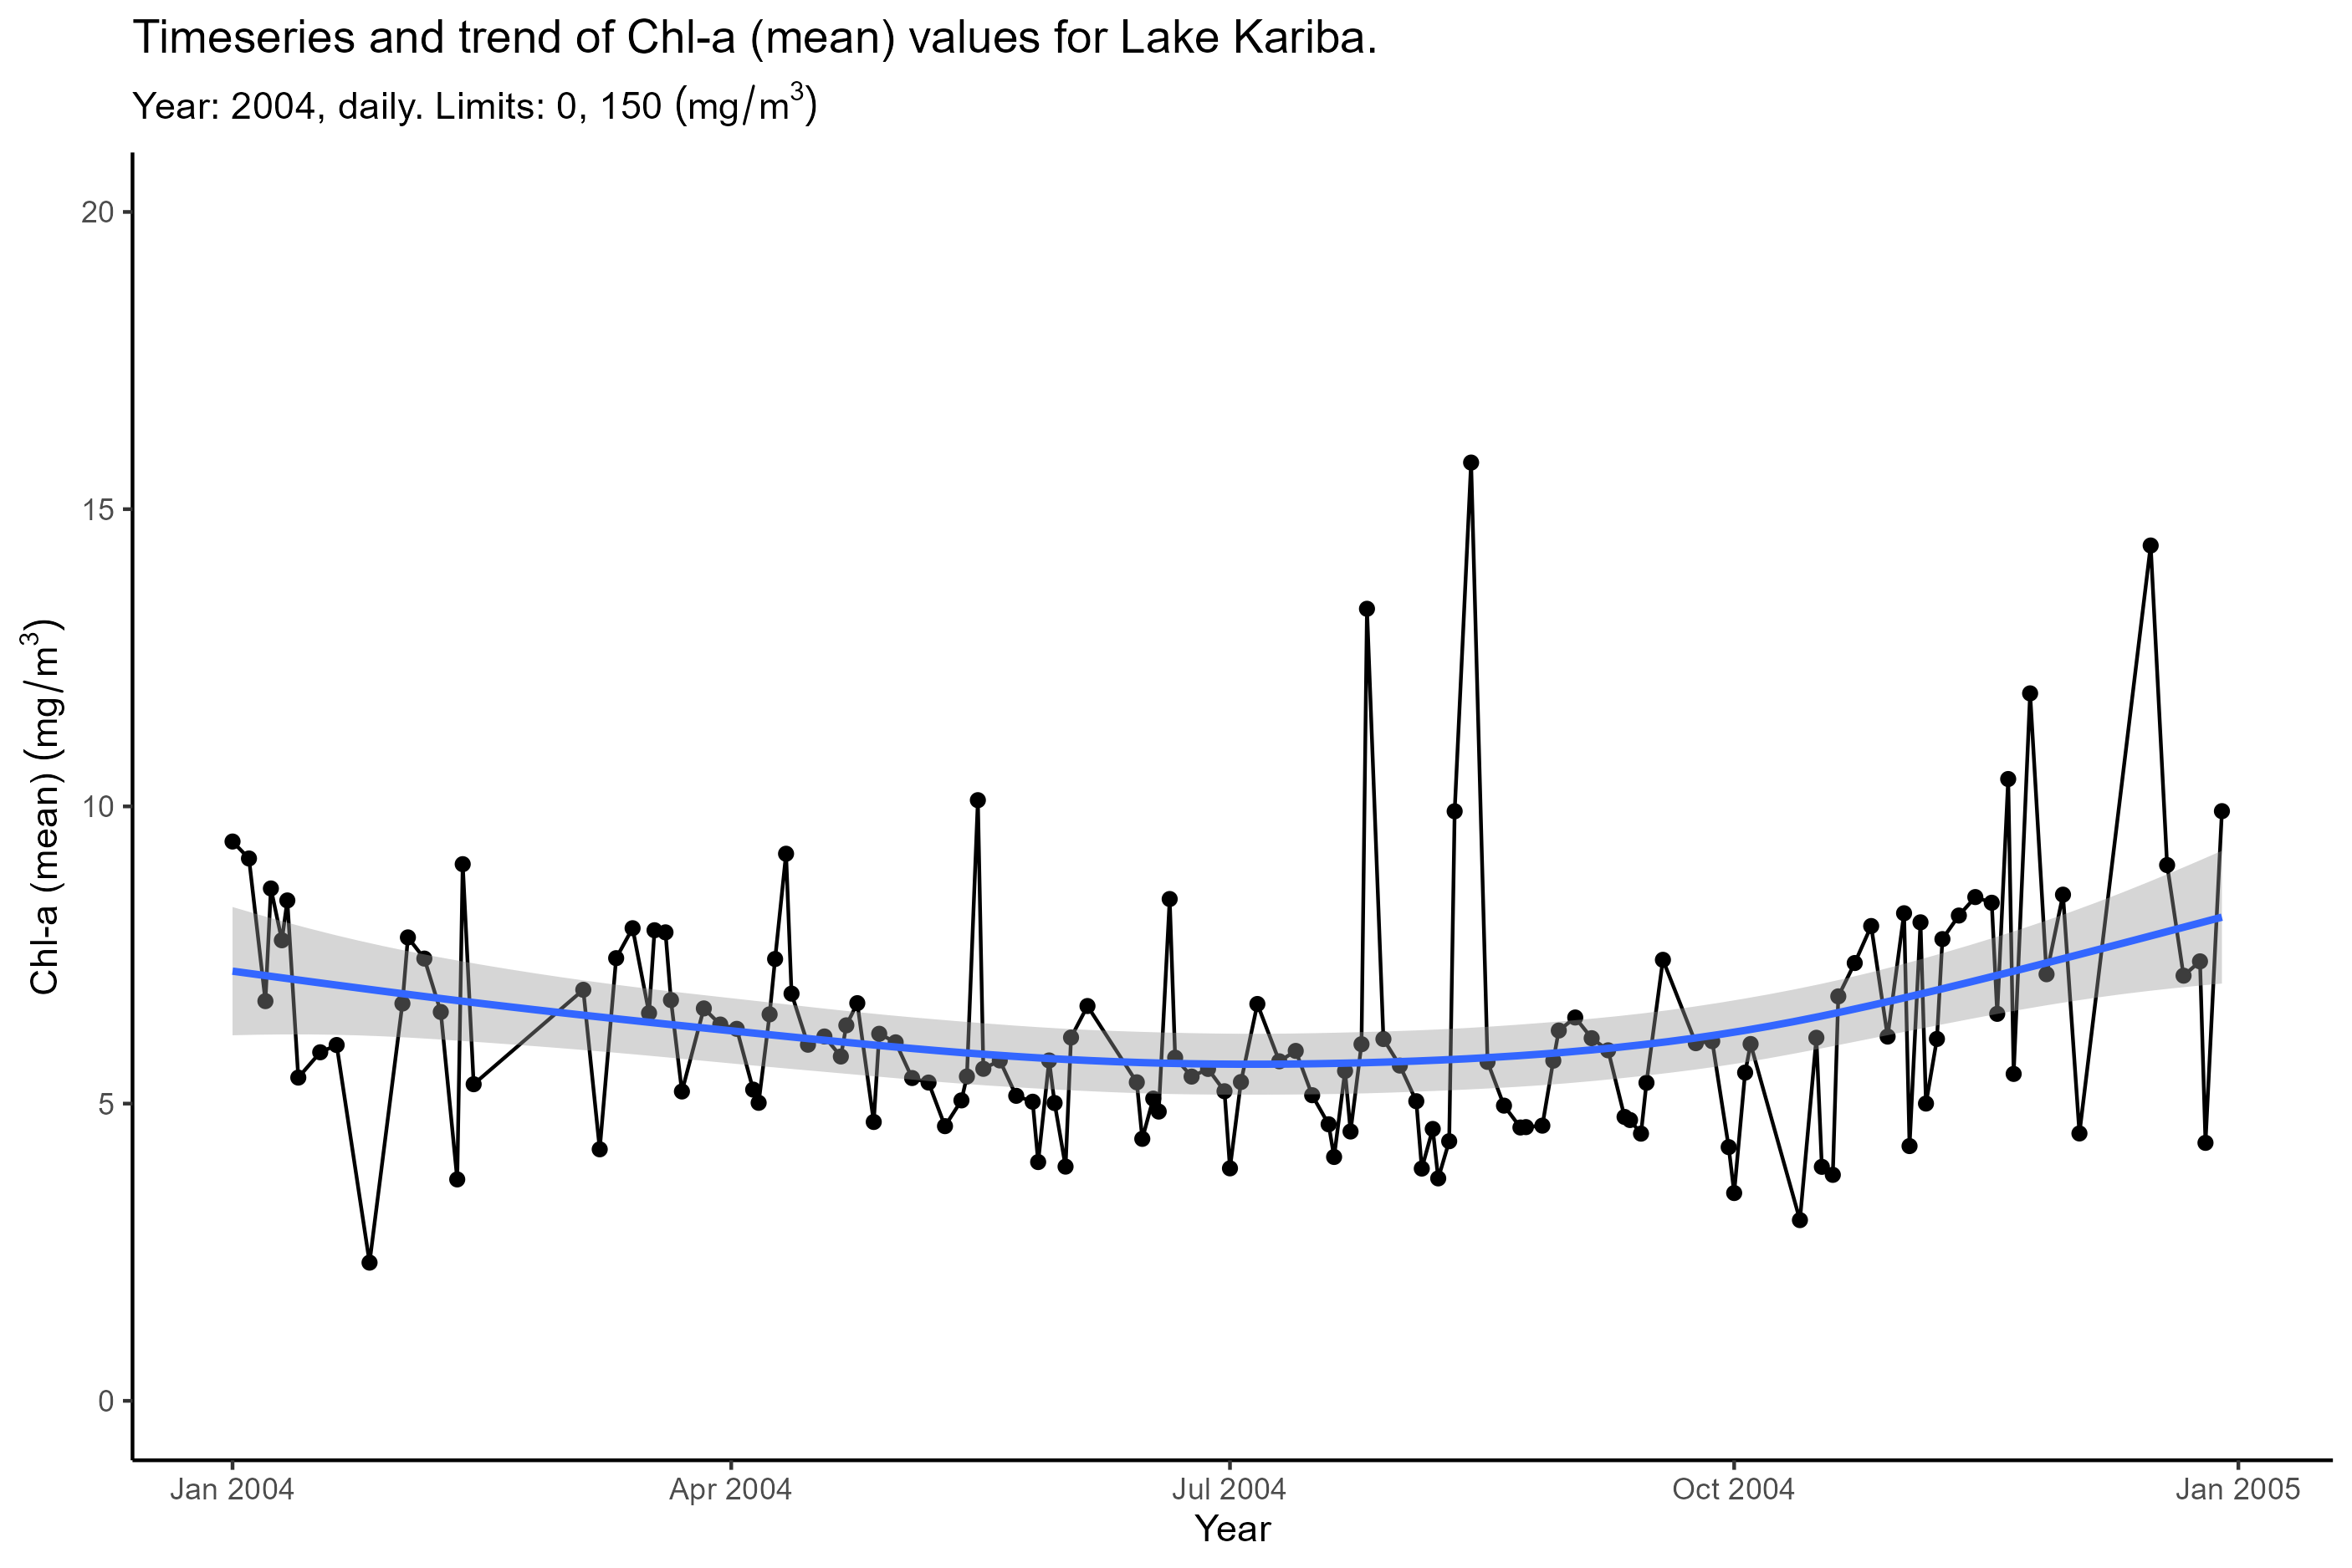 Timeseries and trend of Chl-a (mean) values for Lake Kariba.
Year: 2004, daily. Limits: 0, 150 (mg/m³)
Chl-a (mean) (mg/m³)
20
15
10
5
0
Jan 2004 Apr 2004 Jul 2004 Oct 2004 Jan 2005
Year